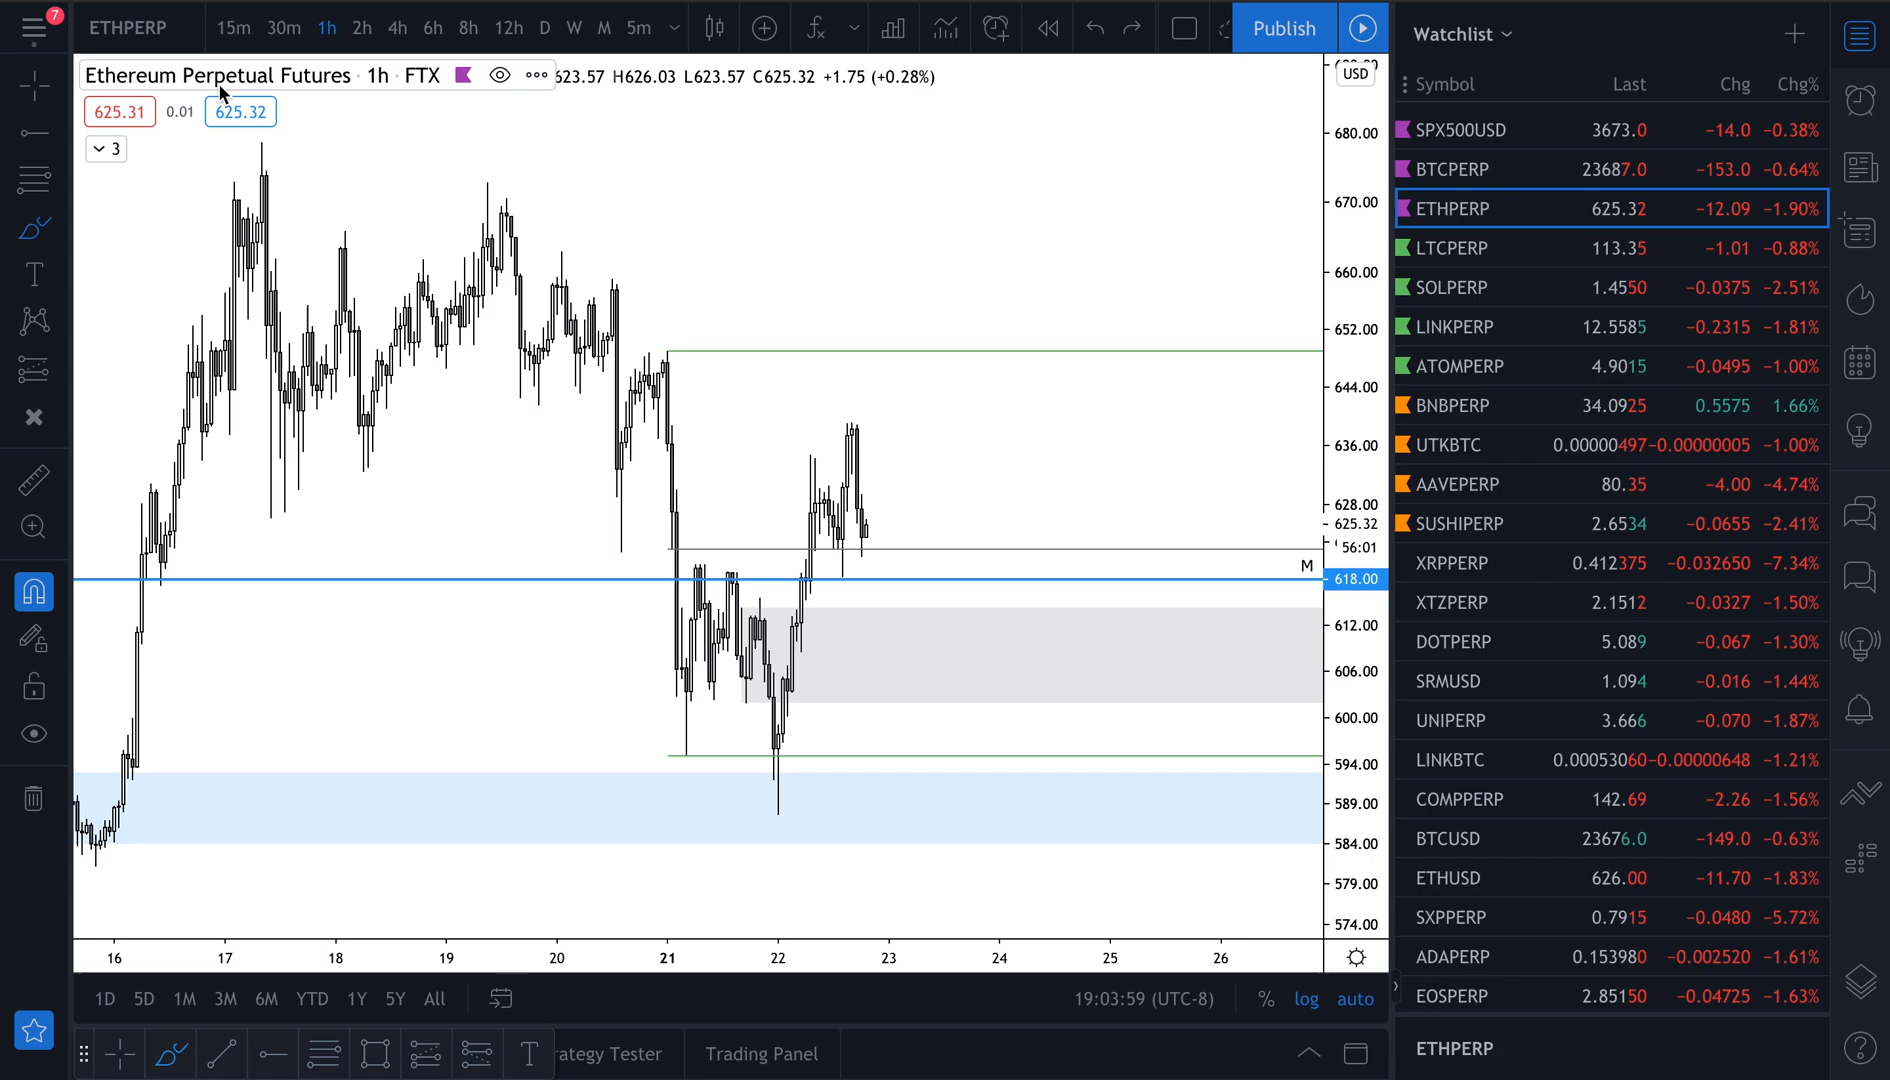 7
ETHPERP 15m 30m 1h 2h 4h 6h 8h 12h D W M 5m Publish
Ethereum Perpetual Futures · 1h · FTX 623.57 H626.03 L623.57 C625.32 +1.75 (+0.28%)
625.31 0.01 625.32
3
USD
680.00
670.00
660.00
652.00
644.00
636.00
628.00
625.32
56:01
M
618.00
612.00
606.00
600.00
594.00
589.00
584.00
579.00
574.00
16 17 18 19 20 21 22 23 24 25 26
1D 5D 1M 3M 6M YTD 1Y 5Y All 19:03:59 (UTC-8) % log auto
T rategy Tester Trading Panel
Watchlist
Symbol Last Chg Chg%
SPX500USD 3673.0 −14.0 −0.38%
BTCPERP 23687.0 −153.0 −0.64%
ETHPERP 625.32 −12.09 −1.90%
LTCPERP 113.35 −1.01 −0.88%
SOLPERP 1.4550 −0.0375 −2.51%
LINKPERP 12.5585 −0.2315 −1.81%
ATOMPERP 4.9015 −0.0495 −1.00%
BNBPERP 34.0925 0.5575 1.66%
UTKBTC 0.00000497 −0.00000005 −1.00%
AAVEPERP 80.35 −4.00 −4.74%
SUSHIPERP 2.6534 −0.0655 −2.41%
XRPPERP 0.412375 −0.032650 −7.34%
XTZPERP 2.1512 −0.0327 −1.50%
DOTPERP 5.089 −0.067 −1.30%
SRMUSD 1.094 −0.016 −1.44%
UNIPERP 3.666 −0.070 −1.87%
LINKBTC 0.00053060 −0.00000648 −1.21%
COMPPERP 142.69 −2.26 −1.56%
BTCUSD 23676.0 −149.0 −0.63%
ETHUSD 626.00 −11.70 −1.83%
SXPPERP 0.7915 −0.0480 −5.72%
ADAPERP 0.153980 −0.002520 −1.61%
EOSPERP 2.85150 −0.04725 −1.63%
ETHPERP